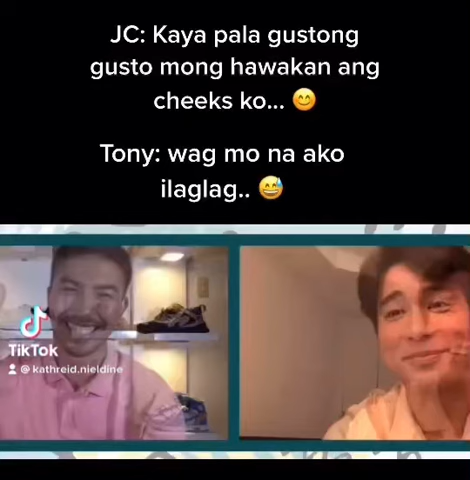 JC: Kaya pala gustong
gusto mong hawakan ang
cheeks ko... 😊
Tony: wag mo na ako
ilaglag.. 😅
TikTok
@ kathreid.nieldine